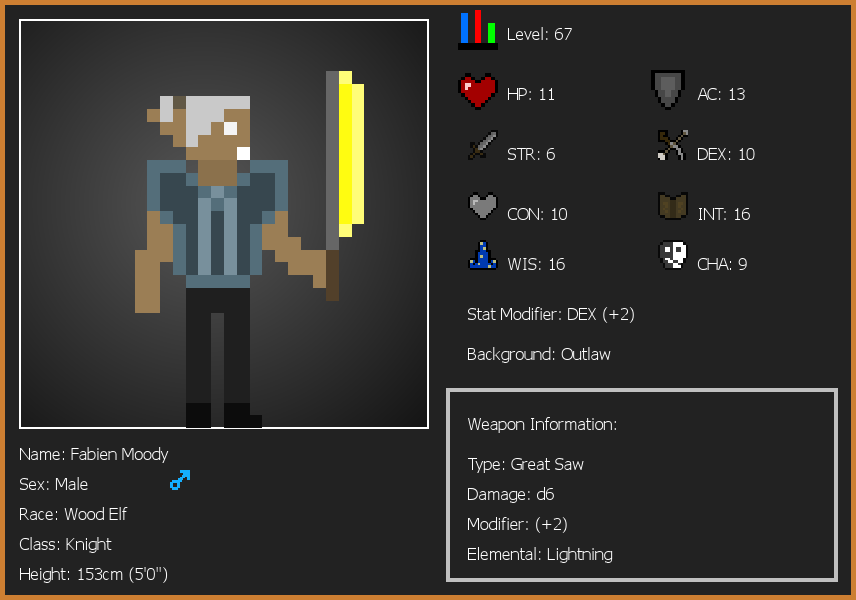 Level: 67
HP: 11
AC: 13
STR: 6
DEX: 10
CON: 10
INT: 16
WIS: 16
CHA: 9
Stat Modifier: DEX (+2)
Background: Outlaw
Weapon Information:
Type: Great Saw
Damage: d6
Modifier: (+2)
Elemental: Lightning
Name: Fabien Moody
Sex: Male
Race: Wood Elf
Class: Knight
Height: 153cm (5'0")